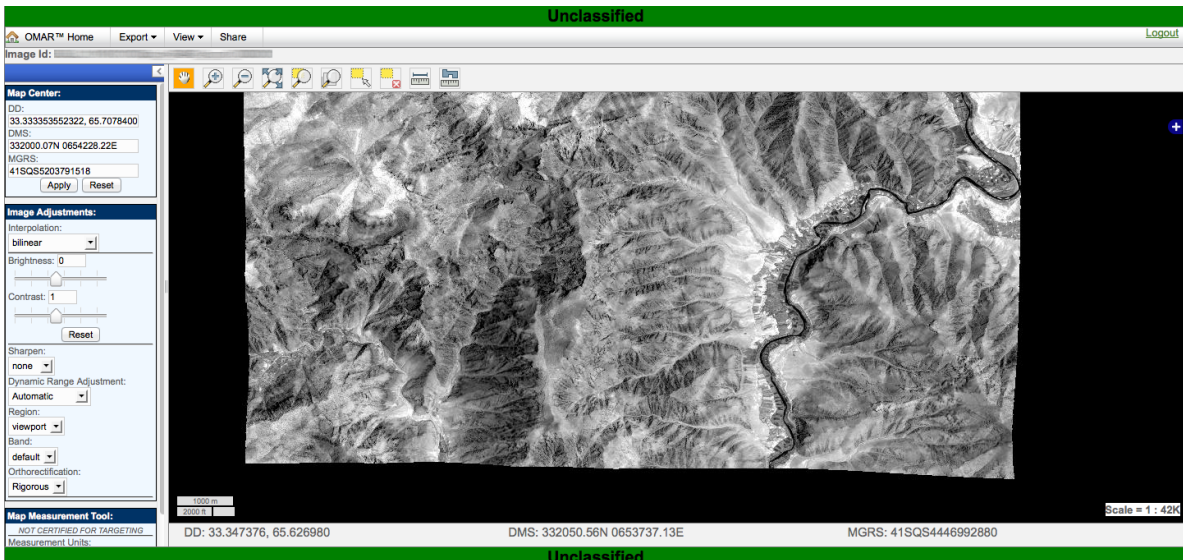 Unclassified
OMAR™ Home Export View Share Logout
Image Id:
Map Center:
DD:
33.333353552322, 65.7078400
DMS:
332000.07N 0654228.22E
MGRS:
41SQS5203791518
Apply Reset
Image Adjustments:
Interpolation:
bilinear
Brightness: 0
Contrast: 1
Reset
Sharpen:
none
Dynamic Range Adjustment:
Automatic
Region:
viewport
Band:
default
Orthorectification:
Rigorous
Map Measurement Tool:
NOT CERTIFIED FOR TARGETING
Measurement Units:
1000 m
2000 ft
Scale = 1 : 42K
DD: 33.347376, 65.626980 DMS: 332050.56N 0653737.13E MGRS: 41SQS4446992880
Unclassified